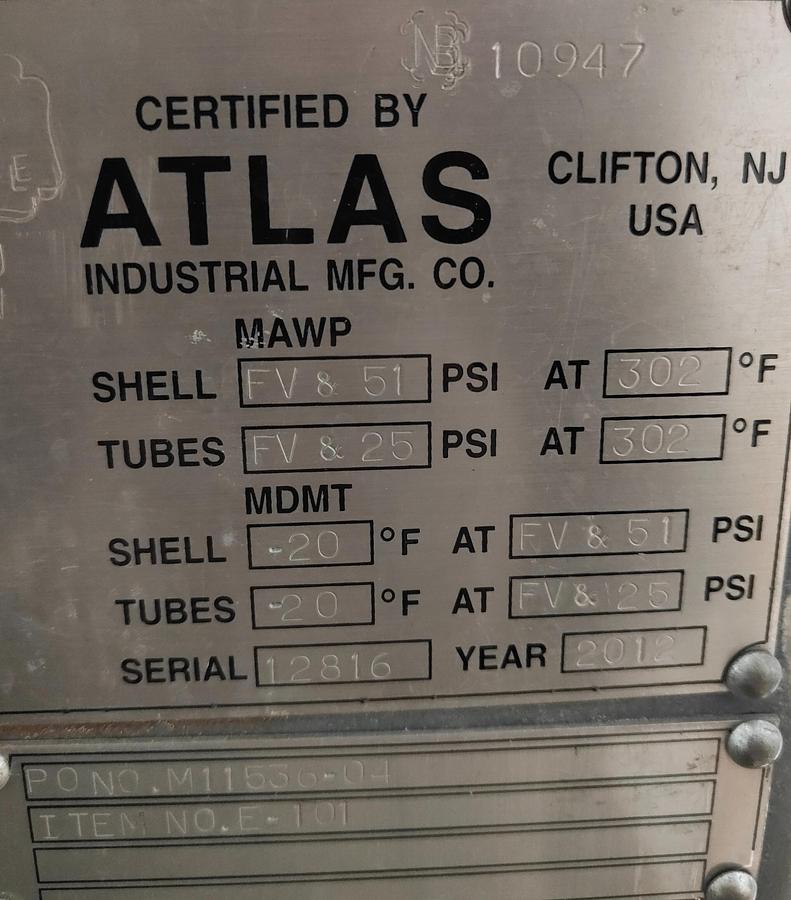 NB 10947
CERTIFIED BY
ATLAS
INDUSTRIAL MFG. CO.
CLIFTON, NJ
USA
E
MAWP
SHELL FV & 51 PSI AT 302 °F
TUBES FV & 25 PSI AT 302 °F
MDMT
SHELL -20 °F AT FV & 51 PSI
TUBES -20 °F AT FV & 25 PSI
SERIAL 12816 YEAR 2012
PO NO. M11536-04
ITEM NO. E-101